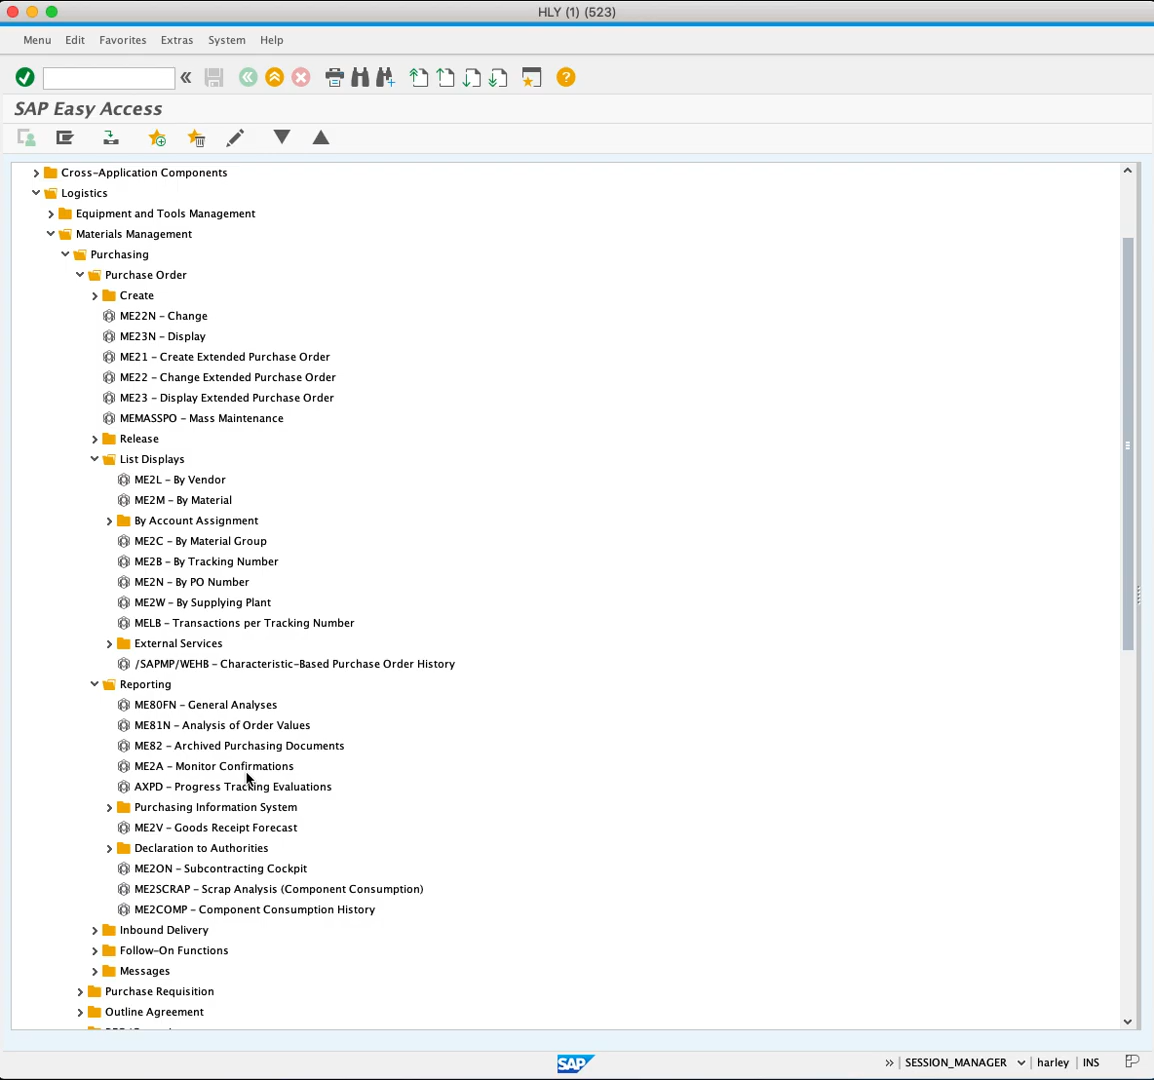 HLY (1) (523)
Menu Edit Favorites Extras System Help
SAP Easy Access
Cross-Application Components
Logistics
Equipment and Tools Management
Materials Management
Purchasing
Purchase Order
Create
ME22N - Change
ME23N - Display
ME21 - Create Extended Purchase Order
ME22 - Change Extended Purchase Order
ME23 - Display Extended Purchase Order
MEMASSPO - Mass Maintenance
Release
List Displays
ME2L - By Vendor
ME2M - By Material
By Account Assignment
ME2C - By Material Group
ME2B - By Tracking Number
ME2N - By PO Number
ME2W - By Supplying Plant
MELB - Transactions per Tracking Number
External Services
/SAPMP/WEHB - Characteristic-Based Purchase Order History
Reporting
ME80FN - General Analyses
ME81N - Analysis of Order Values
ME82 - Archived Purchasing Documents
ME2A - Monitor Confirmations
AXPD - Progress Tracking Evaluations
Purchasing Information System
ME2V - Goods Receipt Forecast
Declaration to Authorities
ME2ON - Subcontracting Cockpit
ME2SCRAP - Scrap Analysis (Component Consumption)
ME2COMP - Component Consumption History
Inbound Delivery
Follow-On Functions
Messages
Purchase Requisition
Outline Agreement
SAP SESSION_MANAGER harley INS